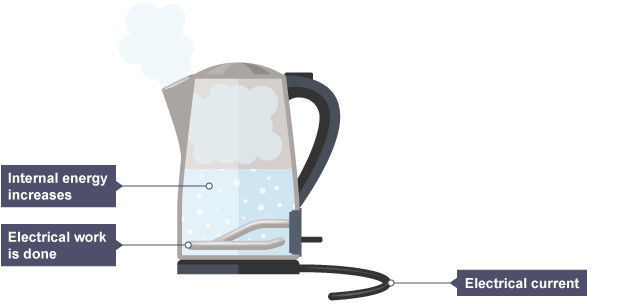 Internal energy
increases
Electrical work
is done
Electrical current